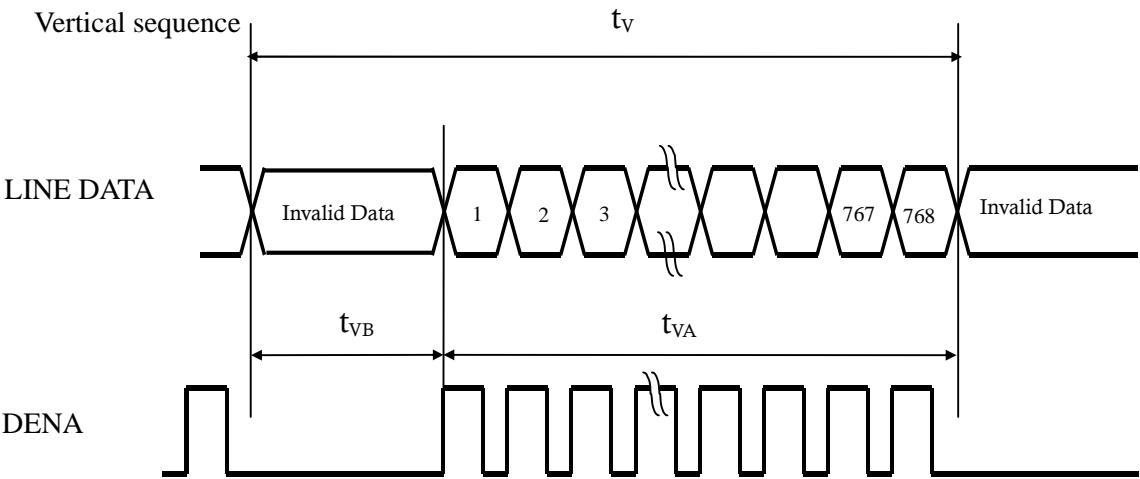 Vertical sequence
tV
LINE DATA
Invalid Data
1
2
3
767
768
Invalid Data
tVB
tVA
DENA